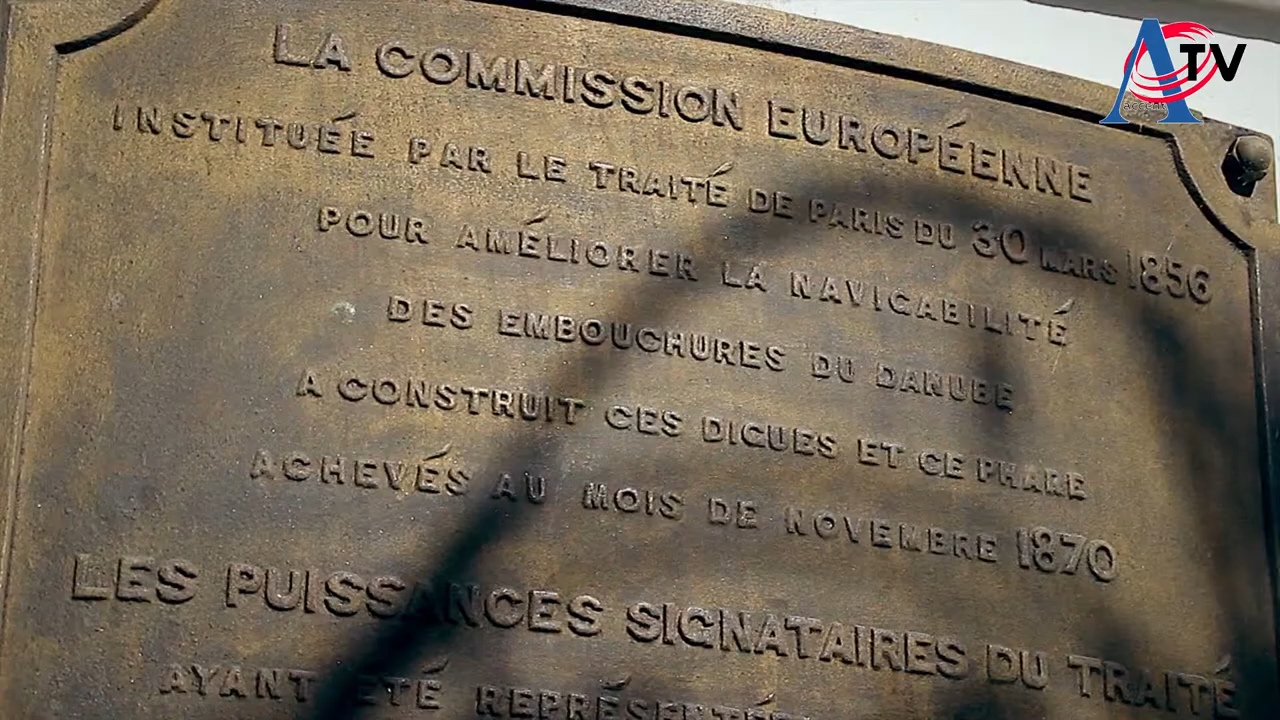 LA COMMISSION EUROPÉENNE
INSTITUÉE PAR LE TRAITÉ DE PARIS DU 30 MARS 1856
POUR AMÉLIORER LA NAVIGABILITÉ
DES EMBOUCHURES DU DANUBE
A CONSTRUIT CES DIGUES ET CE PHARE
ACHEVÉS AU MOIS DE NOVEMBRE 1870
LES PUISSANCES SIGNATAIRES DU TRAITÉ
AYANT ÉTÉ REPRÉSENTÉES
ATV
accent